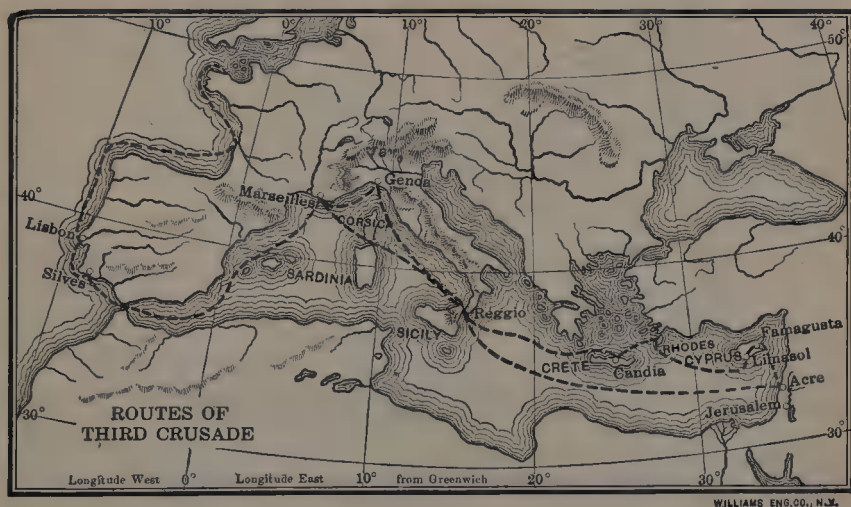 10° 0° 10° 20° 30° 40°
50° 50°
40°
Marseilles
Genoa
CORSICA
Lisbon
40°
SARDINIA
Silves
Reggio
RHODES
Famagusta
SICILY
CYPRUS
Limasol
CRETE
Candia
Acre
30°
ROUTES OF
THIRD CRUSADE
Jerusalem
30°
Longitude West 0° Longitude East 10° from Greenwich 20° 30°
WILLIAMS ENG.CO., N.Y.